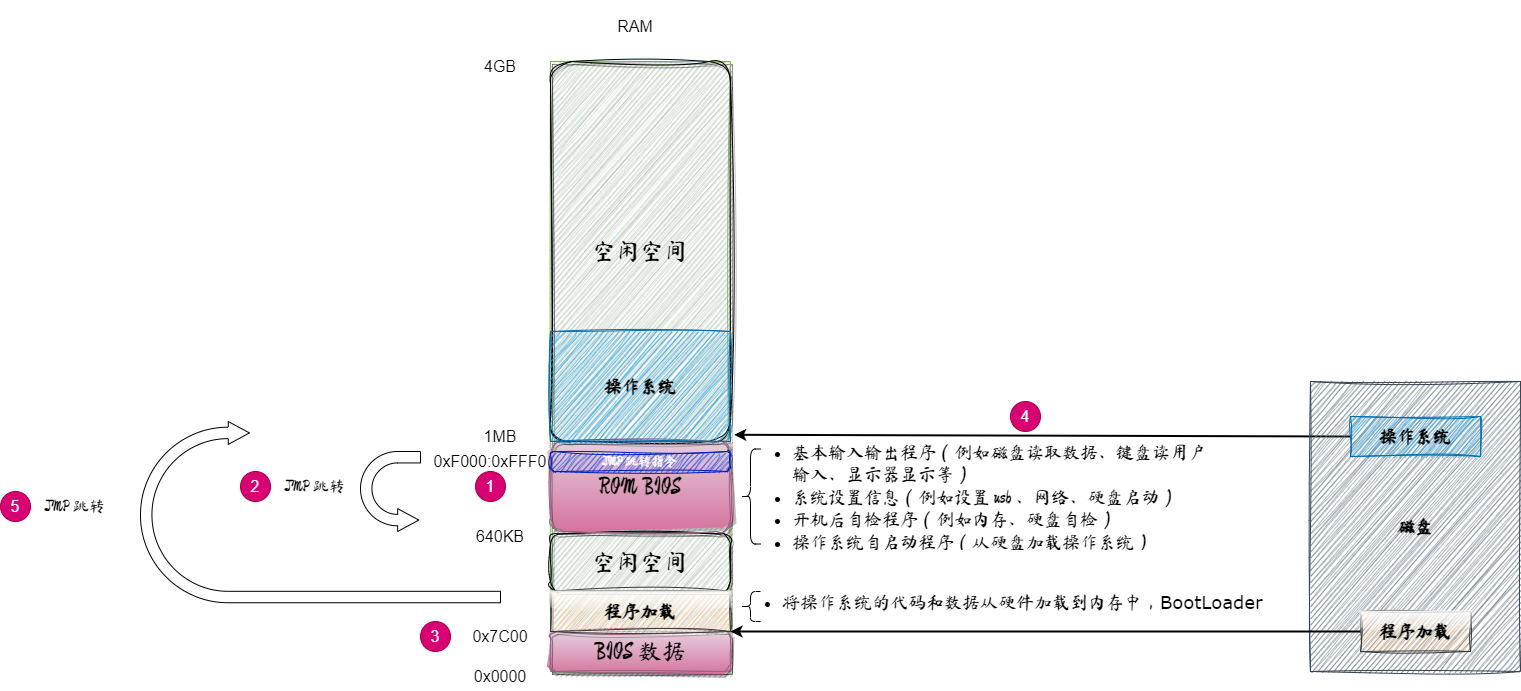 RAM
4GB
空闲空间
操作系统
1MB
0xF000:0xFFF0
JMP 跳转指令
ROM BIOS
1
2
JMP 跳转
5
JMP 跳转
640KB
空闲空间
程序加载
3
0x7C00
BIOS 数据
0x0000
4
操作系统
磁盘
程序加载
• 基本输入输出程序（例如磁盘读取数据、键盘读用户
输入、显示器显示等）
• 系统设置信息（例如设置usb、网络、硬盘启动）
• 开机后自检程序（例如内存、硬盘自检）
• 操作系统自启动程序（从硬盘加载操作系统）
• 将操作系统的代码和数据从硬件加载到内存中，BootLoader